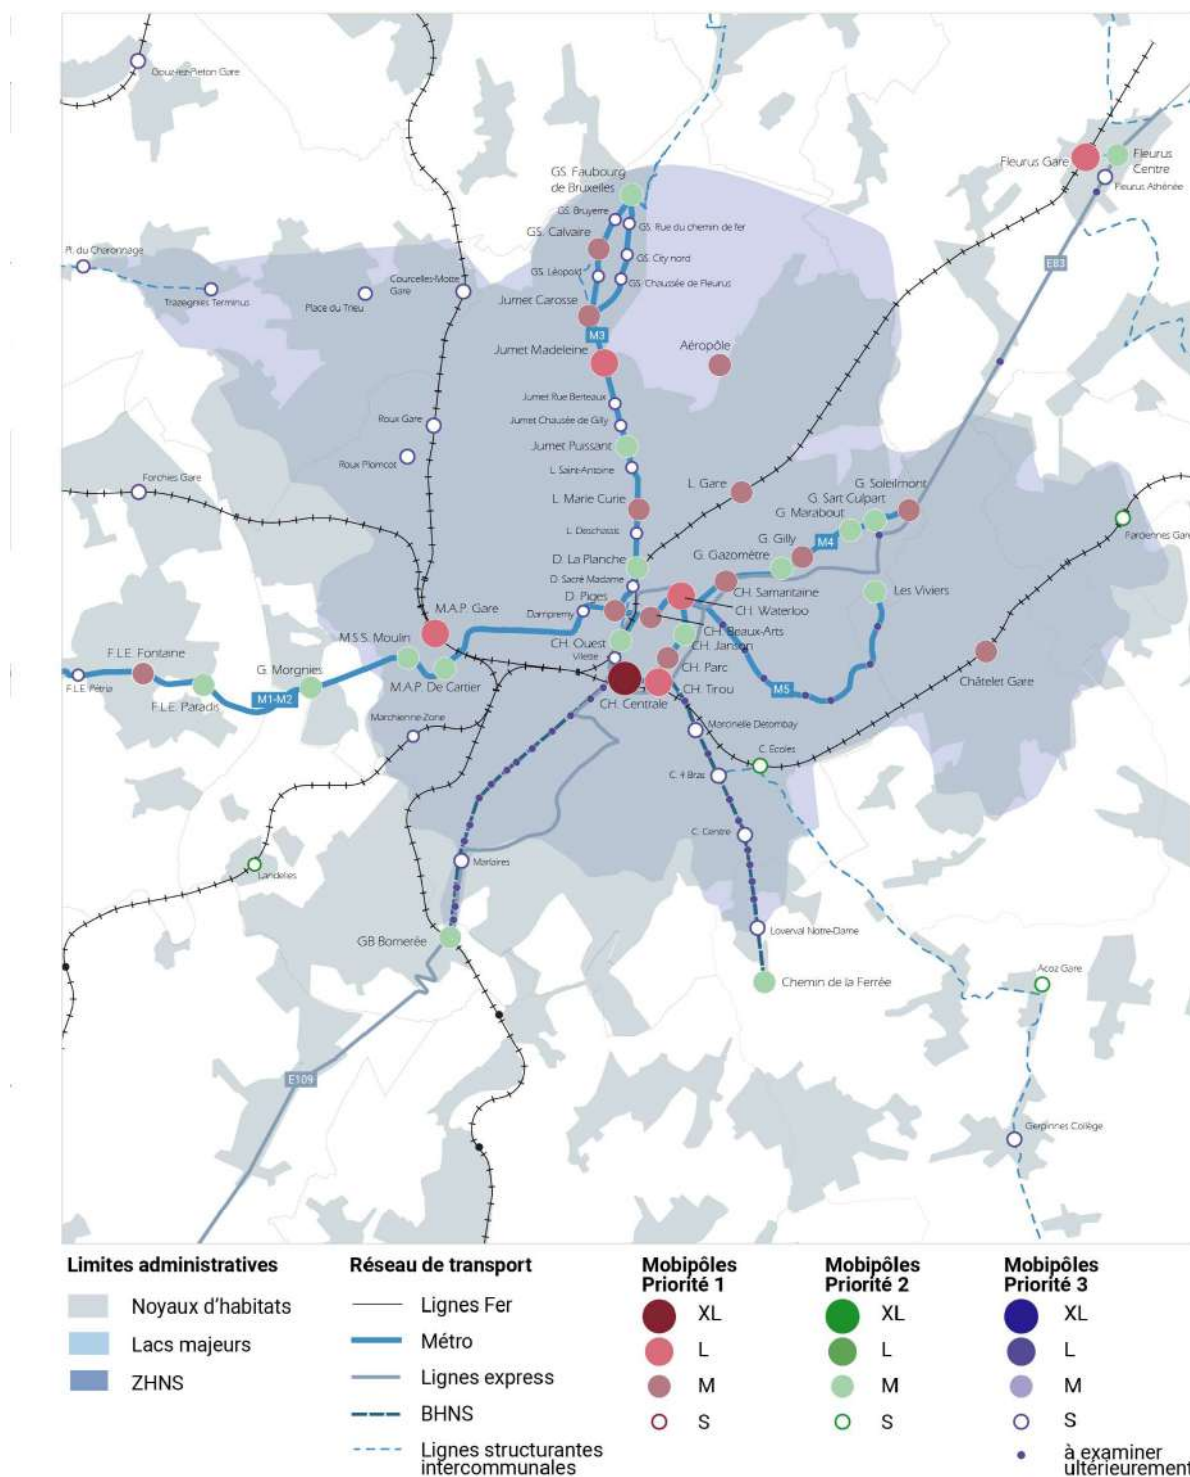 Gouz-lez-Pieton Gare
Fleurus Gare
Fleurus
Centre
Fleurus Athénée
GS. Faubourg
de Bruxelles
GS. Bruyerre
GS. Rue du chemin de fer
GS. Calvaire
GS. City nord
GS. Léopold
GS. Chaussée de Fleurus
Pl. du Charonnage
Trazegnies Terminus
Place du Trieu
Courcelles-Motte
Gare
E83
Jumet Carosse
M3
Jumet Madeleine
Aéropôle
Jumet Rue Berteaux
Jumet Chausée de Gilly
Roux Gare
Jumet Puissant
Roux Plomcot
L. Saint-Antoine
Forchies Gare
L. Gare
G. Soleilmont
G. Sart Culpart
L. Marie Curie
G. Marabout
L. Deschassis
G. Gilly
M4
Farciennes Gare
D. La Planche
G. Gazomètre
D. Sacré Madame
CH. Samaritaine
Les Viviers
D. Piges
CH. Waterloo
Dampremy
M.A.P. Gare
CH. Beaux-Arts
M.S.S. Moulin
CH. Ouest
CH. Janson
F.L.E. Fontaine
Villette
CH. Parc
G. Morgnies
Châtelet Gare
F.L.E. Pétria
M.A.P. De Cartier
CH. Tirou
M5
M1-M2
CH. Centrale
F.L.E. Paradis
Marchienne-Zone
Marcinelle Detombay
C. Ecoles
C. 4 Bras
C. Centre
Marlaires
Landelies
Loverval Notre-Dame
GB Bomerée
Acoz Gare
Chemin de la Ferrée
E109
Gerpinnes Collège
Limites administratives
Noyaux d’habitats
Lacs majeurs
ZHNS
Réseau de transport
Lignes Fer
Métro
Lignes express
BHNS
Lignes structurantes
intercommunales
Mobipôles
Priorité 1
XL
L
M
S
Mobipôles
Priorité 2
XL
L
M
S
Mobipôles
Priorité 3
XL
L
M
S
à examiner
ultérieurement